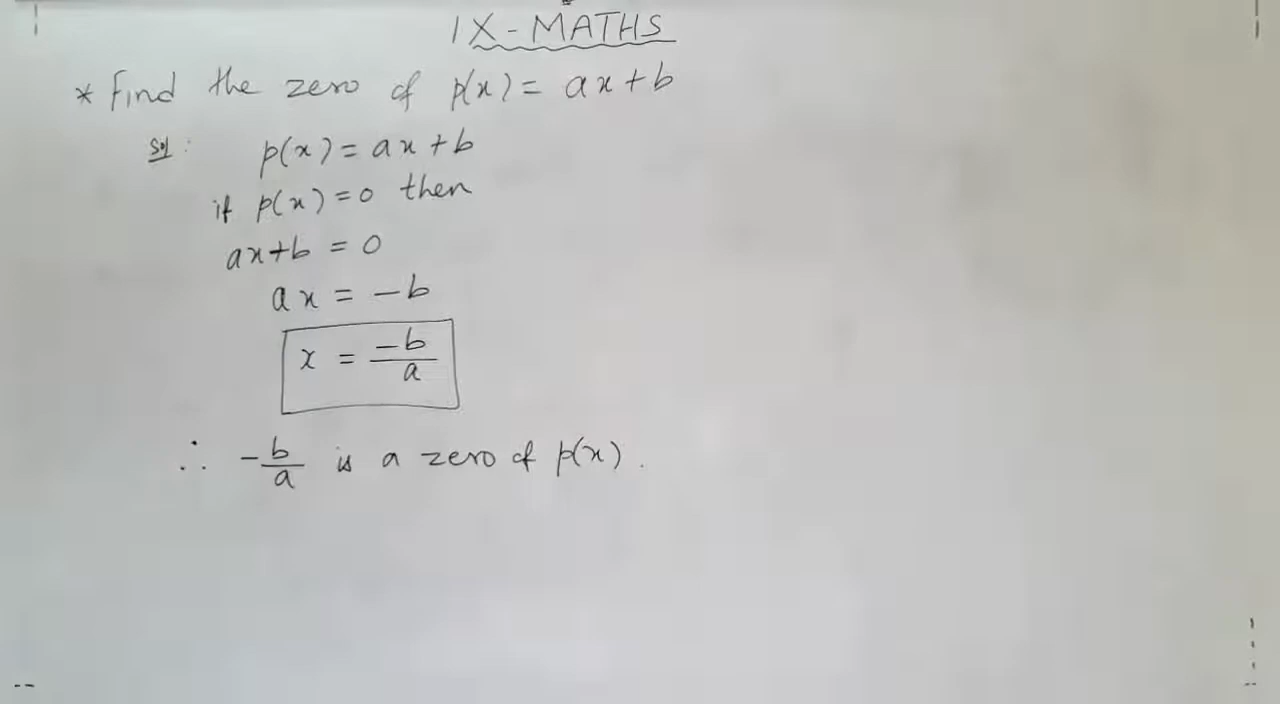 IX-MATHS
* Find the zero of p(x) = ax+b
Sol: p(x) = ax+b
if p(x) = 0 then
ax+b = 0
ax = -b
x = -b/a
∴ -b/a is a zero of p(x).